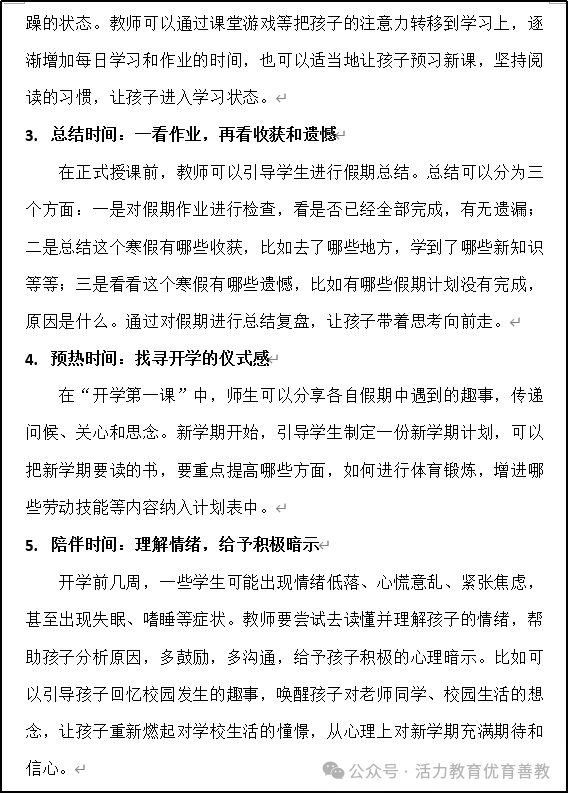 躁的状态。教师可以通过课堂游戏等把孩子的注意力转移到学习上，逐
渐增加每日学习和作业的时间，也可以适当地让孩子预习新课，坚持阅
读的习惯，让孩子进入学习状态。
3. 总结时间：一看作业，再看收获和遗憾
在正式授课前，教师可以引导学生进行假期总结。总结可以分为三
个方面：一是对假期作业进行检查，看是否已经全部完成，有无遗漏；
二是总结这个寒假有哪些收获，比如去了哪些地方，学到了哪些新知识
等等；三是看看这个寒假有哪些遗憾，比如有哪些假期计划没有完成，
原因是什么。通过对假期进行总结复盘，让孩子带着思考向前走。
4. 预热时间：找寻开学的仪式感
在“开学第一课”中，师生可以分享各自假期中遇到的趣事，传递
问候、关心和思念。新学期开始，引导学生制定一份新学期计划，可以
把新学期要读的书，要重点提高哪些方面，如何进行体育锻炼，增进哪
些劳动技能等内容纳入计划表中。
5. 陪伴时间：理解情绪，给予积极暗示
开学前几周，一些学生可能出现情绪低落、心慌意乱、紧张焦虑，
甚至出现失眠、嗜睡等症状。教师要尝试去读懂并理解孩子的情绪，帮
助孩子分析原因，多鼓励，多沟通，给予孩子积极的心理暗示。比如可
以引导孩子回忆校园发生的趣事，唤醒孩子对老师同学、校园生活的想
念，让孩子重新燃起对学校生活的憧憬，从心理上对新学期充满期待和
信心。
公众号·活力教育优育善教